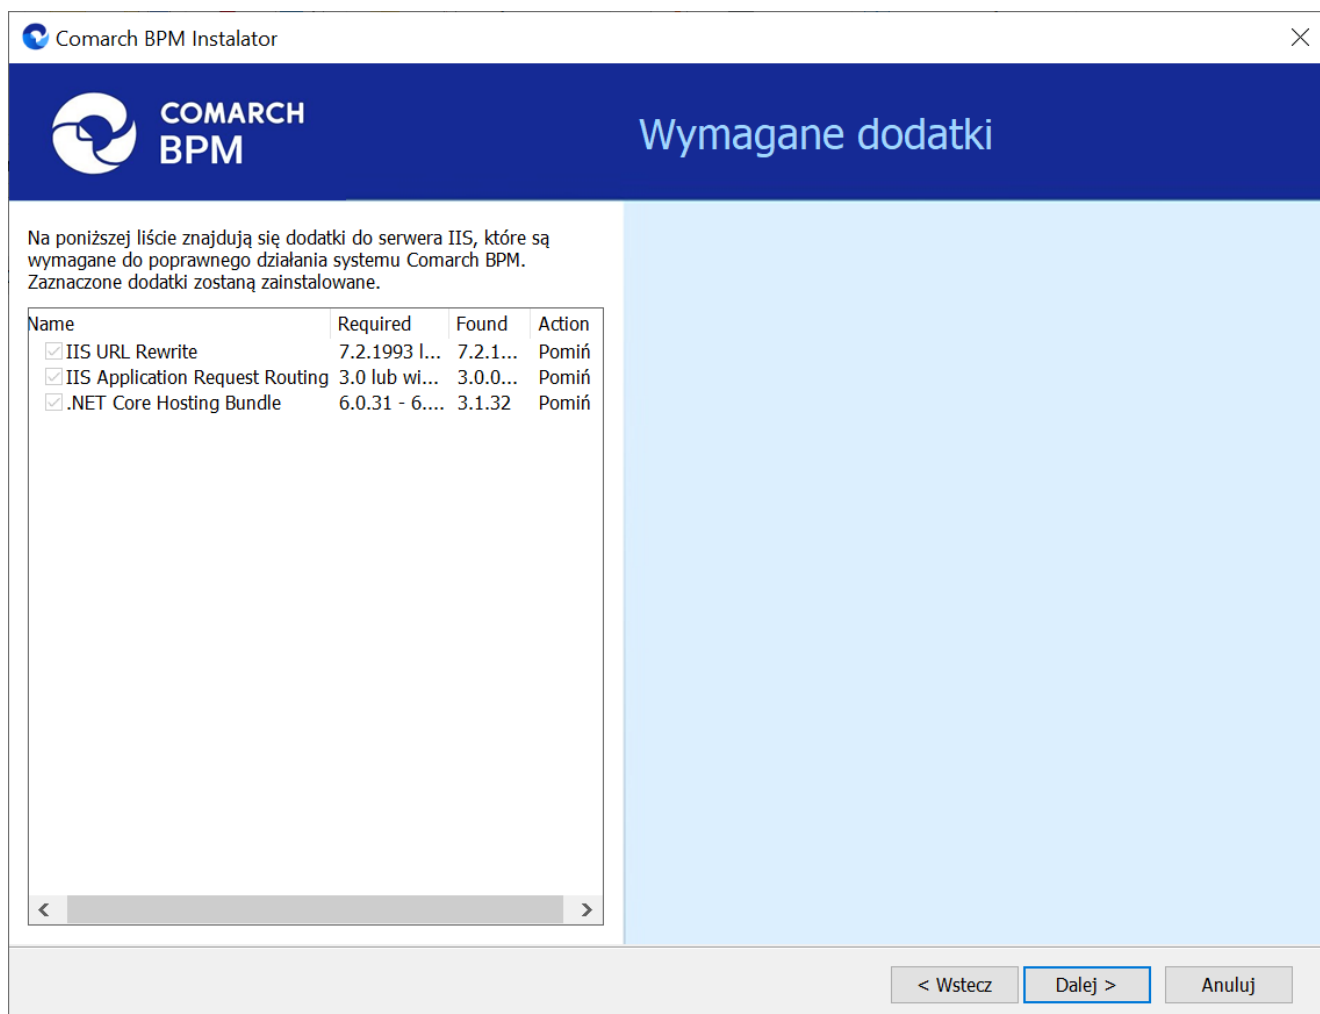 Comarch BPM Instalator
COMARCH
BPM
Wymagane dodatki
Na poniższej liście znajdują się dodatki do serwera IIS, które są
wymagane do poprawnego działania systemu Comarch BPM.
Zaznaczone dodatki zostaną zainstalowane.
Name Required Found Action
IIS URL Rewrite 7.2.1993 l... 7.2.1... Pomiń
IIS Application Request Routing 3.0 lub wi... 3.0.0... Pomiń
.NET Core Hosting Bundle 6.0.31 - 6.... 3.1.32 Pomiń
< Wstecz Dalej > Anuluj